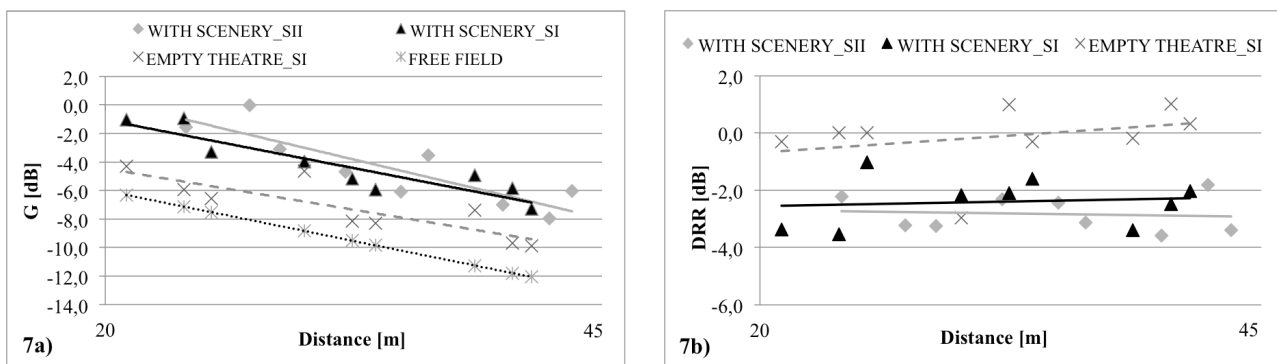 WITH SCENERY_SII WITH SCENERY_SI
EMPTY THEATRE_SI FREE FIELD
2,0
0,0
-2,0
-4,0
-6,0
-8,0
-10,0
-12,0
-14,0
G [dB]
20 45
Distance [m]
7a)
WITH SCENERY_SII WITH SCENERY_SI EMPTY THEATRE_SI
2,0
0,0
-2,0
-4,0
-6,0
DRR [dB]
20 45
Distance [m]
7b)